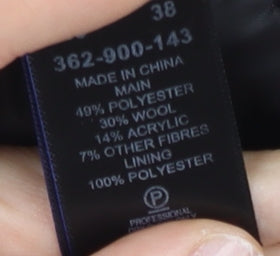 38
362-900-143
MADE IN CHINA
MAIN
49% POLYESTER
30% WOOL
14% ACRYLIC
7% OTHER FIBRES
LINING
100% POLYESTER
P
PROFESSIONAL